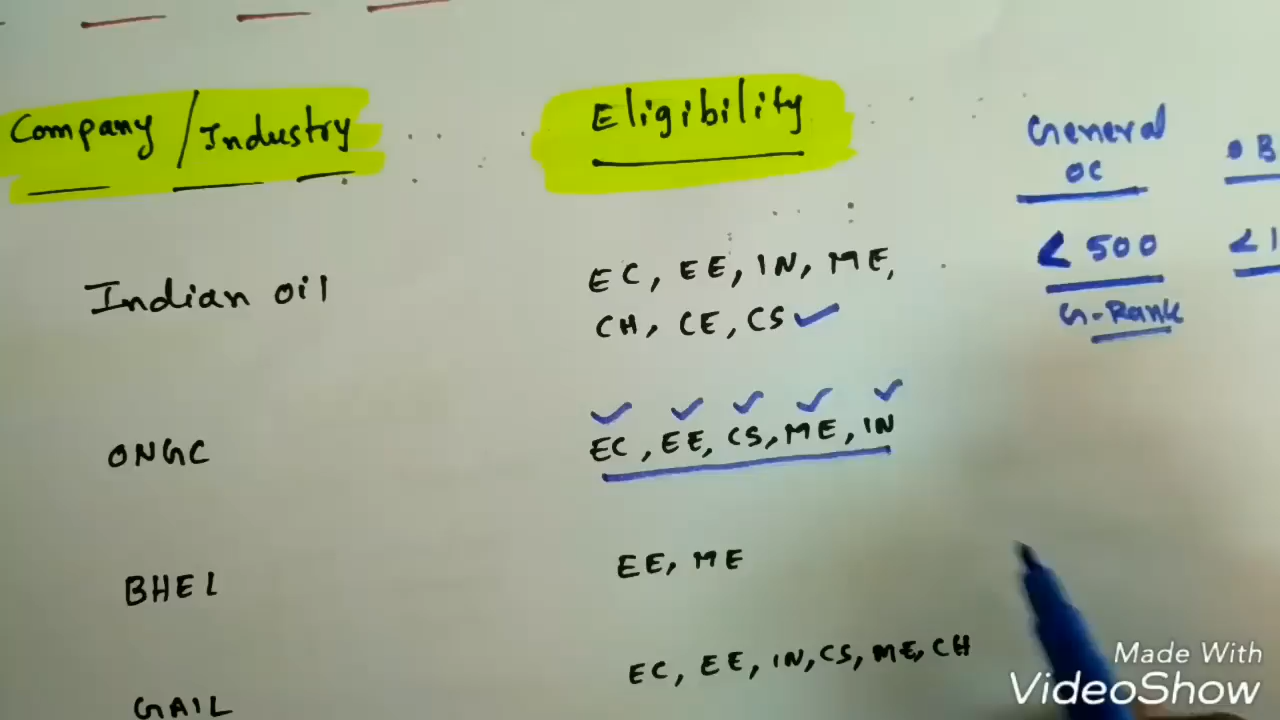 Company/Industry Eligibility General
OC
Indian oil EC, EE, IN, ME, < 500
CH, CE, CS G-Rank
ONGC EC, EE, CS, ME, IN
BHEL EE, ME
GAIL EC, EE, IN, CS, ME, CH
Made With
VideoShow